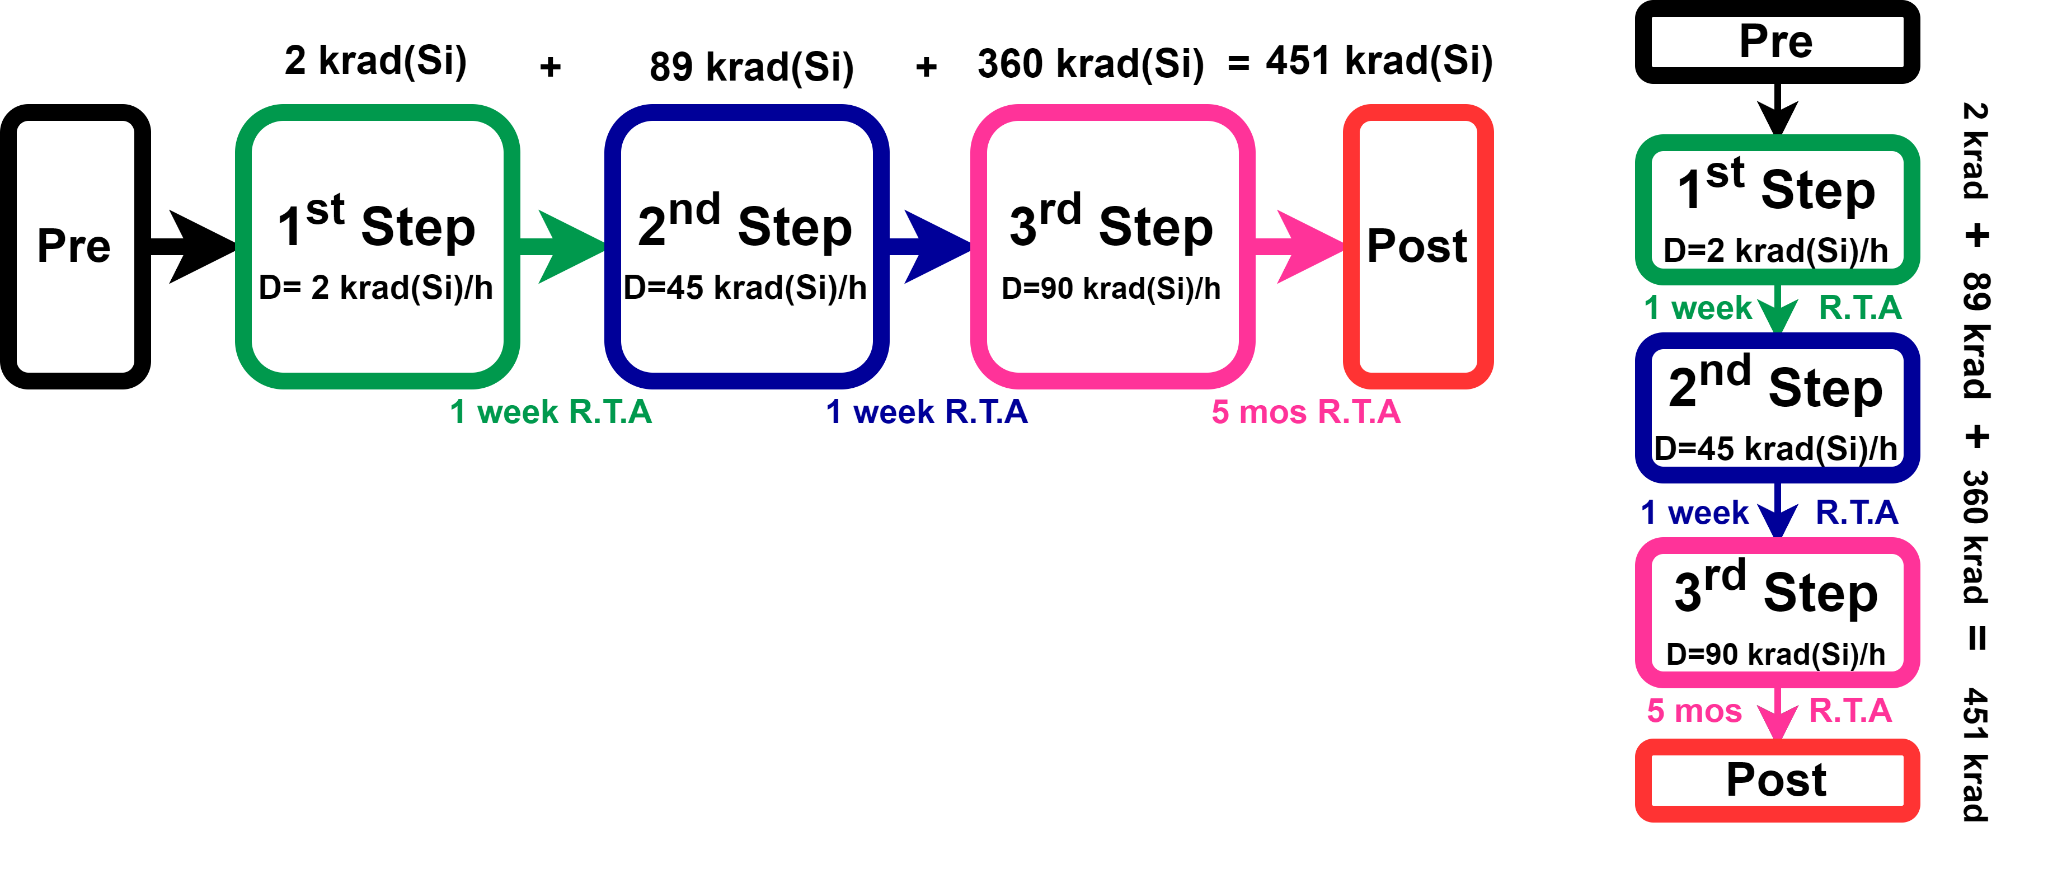 2 krad(Si) + 89 krad(Si) + 360 krad(Si) = 451 krad(Si)
Pre
1st Step
D= 2 krad(Si)/h
2nd Step
D=45 krad(Si)/h
3rd Step
D=90 krad(Si)/h
Post
1 week R.T.A
1 week R.T.A
5 mos R.T.A
Pre
1st Step
D=2 krad(Si)/h
1 week R.T.A
2nd Step
D=45 krad(Si)/h
1 week R.T.A
3rd Step
D=90 krad(Si)/h
5 mos R.T.A
Post
2 krad + 89 krad + 360 krad = 451 krad